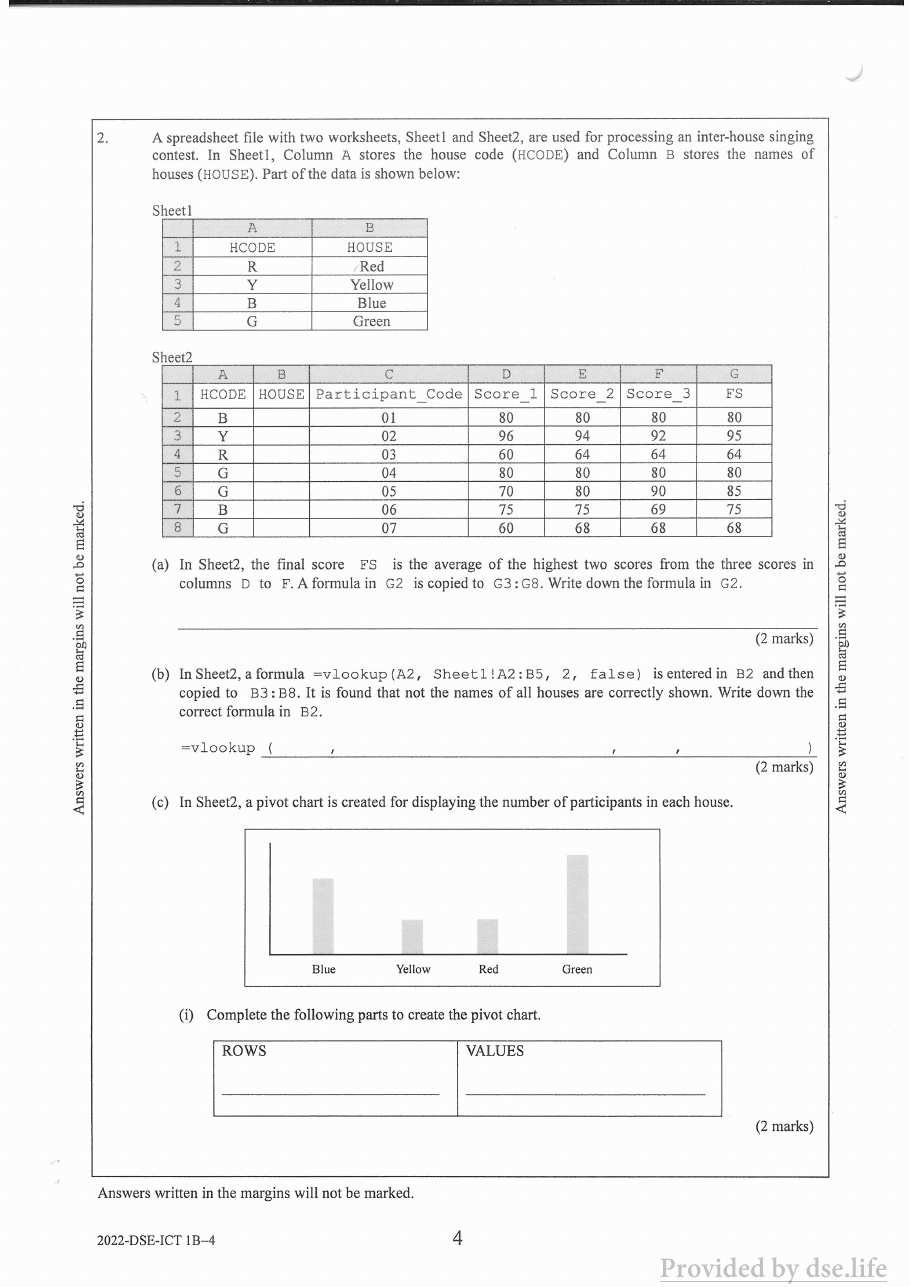 2. A spreadsheet file with two worksheets, Sheet1 and Sheet2, are used for processing an inter-house singing
contest. In Sheet1, Column A stores the house code (HCODE) and Column B stores the names of
houses (HOUSE). Part of the data is shown below:
Sheet1
A B
1 HCODE HOUSE
2 R Red
3 Y Yellow
4 B Blue
5 G Green
Sheet2
A B C D E F G
1 HCODE HOUSE Participant_Code Score_1 Score_2 Score_3 FS
2 B 01 80 80 80 80
3 Y 02 96 94 92 95
4 R 03 60 64 64 64
5 G 04 80 80 80 80
6 G 05 70 80 90 85
7 B 06 75 75 69 75
8 G 07 60 68 68 68
(a) In Sheet2, the final score FS is the average of the highest two scores from the three scores in
columns D to F. A formula in G2 is copied to G3:G8. Write down the formula in G2.
(2 marks)
(b) In Sheet2, a formula =vlookup(A2, Sheet1!A2:B5, 2, false) is entered in B2 and then
copied to B3:B8. It is found that not the names of all houses are correctly shown. Write down the
correct formula in B2.
=vlookup ( , , , )
(2 marks)
(c) In Sheet2, a pivot chart is created for displaying the number of participants in each house.
Blue Yellow Red Green
(i) Complete the following parts to create the pivot chart.
ROWS VALUES
(2 marks)
Answers written in the margins will not be marked.
Answers written in the margins will not be marked.
Answers written in the margins will not be marked.
2022-DSE-ICT 1B–4 4
Provided by dse.life